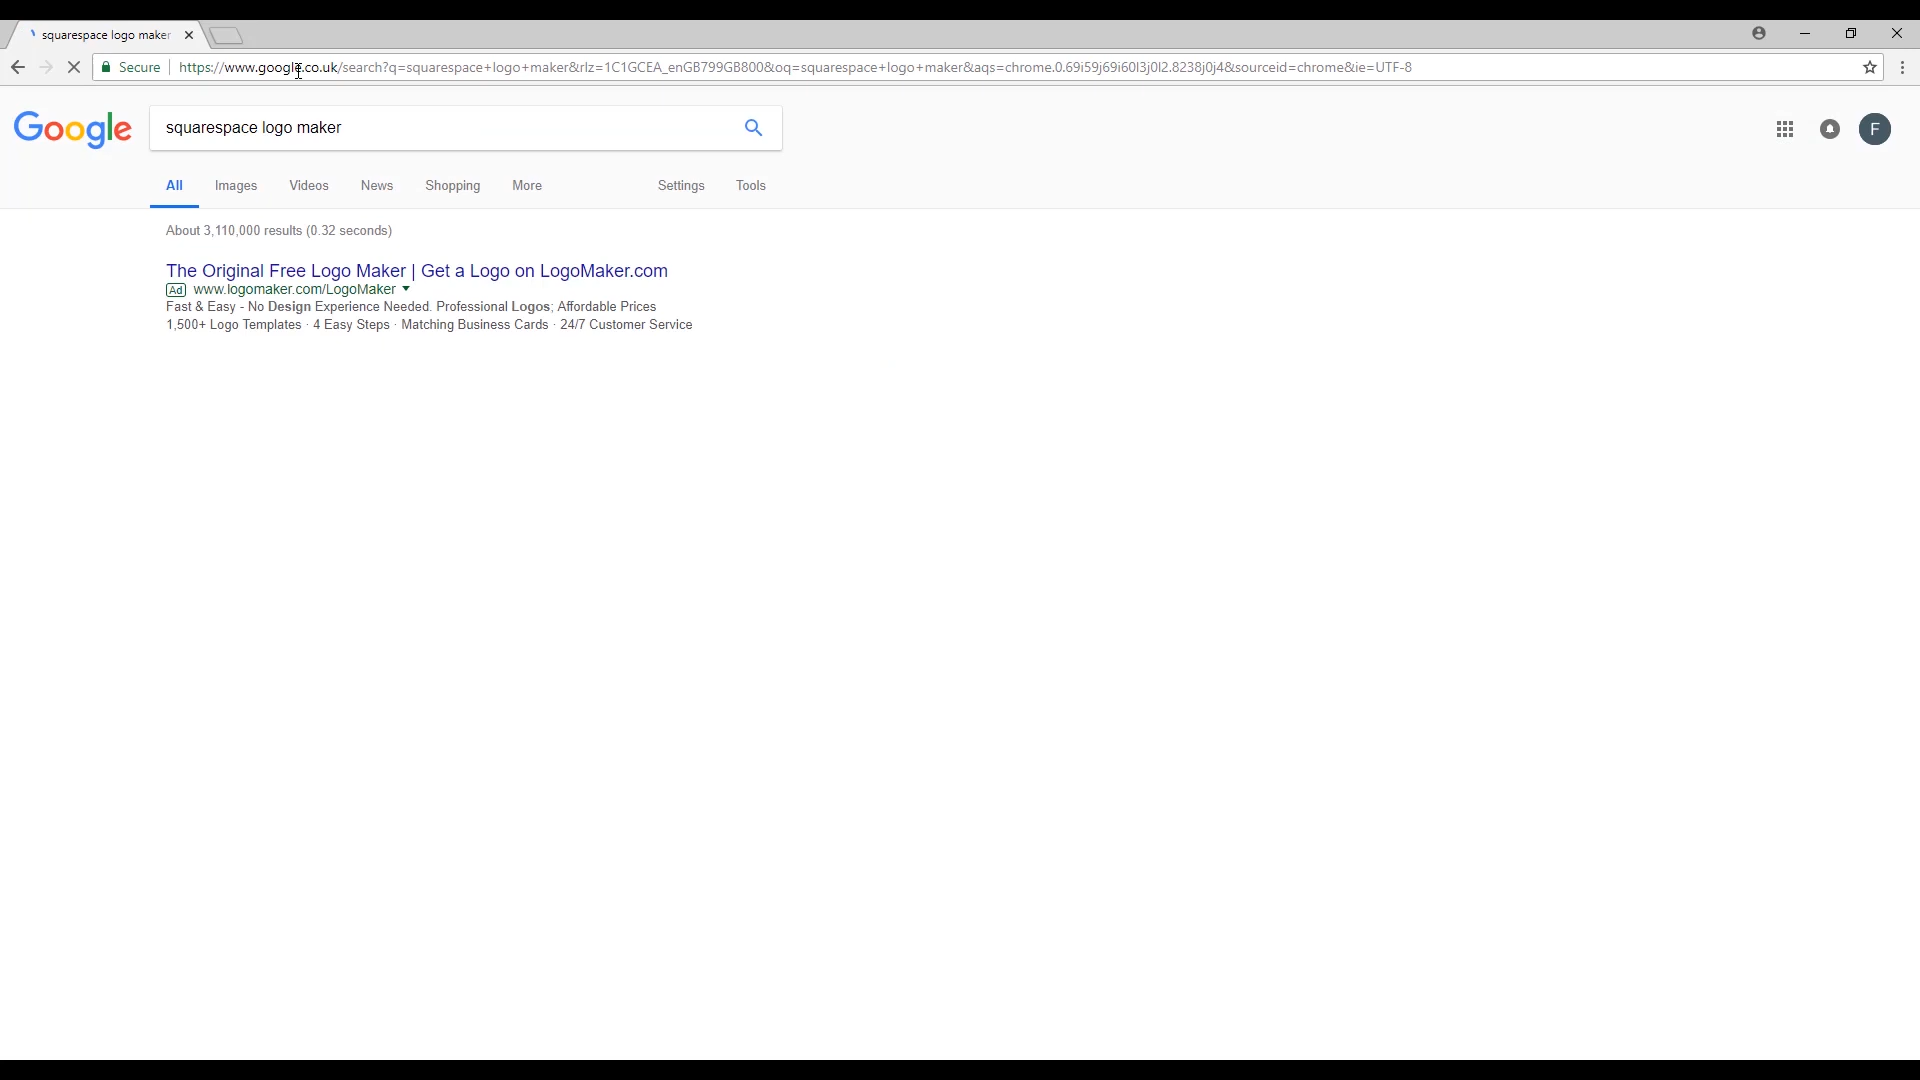 squarespace logo maker
Secure | https://www.google.co.uk/search?q=squarespace+logo+maker&rlz=1C1GCEA_enGB799GB800&oq=squarespace+logo+maker&aqs=chrome.0.69i59j69i60l3j0l2.8238j0j4&sourceid=chrome&ie=UTF-8
Google squarespace logo maker F
All Images Videos News Shopping More Settings Tools
About 3,110,000 results (0.32 seconds)
The Original Free Logo Maker | Get a Logo on LogoMaker.com
Ad www.logomaker.com/LogoMaker
Fast & Easy - No Design Experience Needed. Professional Logos; Affordable Prices
1,500+ Logo Templates · 4 Easy Steps · Matching Business Cards · 24/7 Customer Service